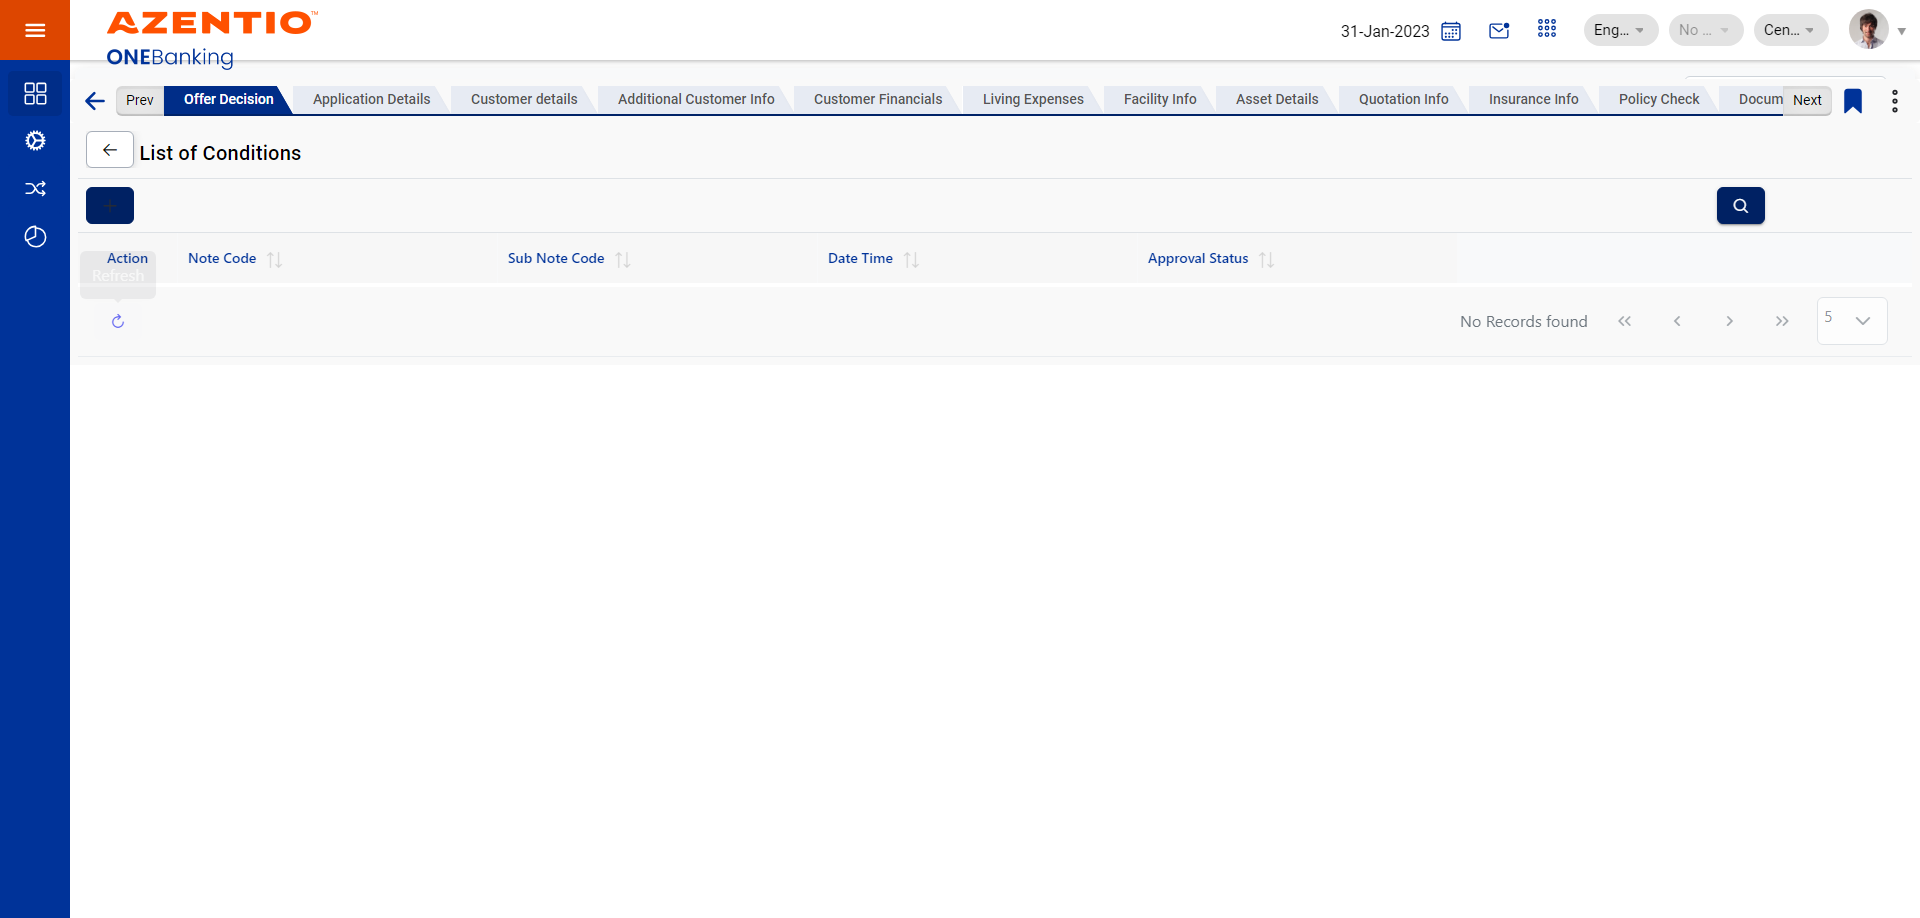 AZENTIO™
ONEBanking
31-Jan-2023
Eng...
No ...
Cen...
Prev
Offer Decision
Application Details
Customer details
Additional Customer Info
Customer Financials
Living Expenses
Facility Info
Asset Details
Quotation Info
Insurance Info
Policy Check
Docum
Next
List of Conditions
Action
Note Code
Sub Note Code
Date Time
Approval Status
Refresh
No Records found
5